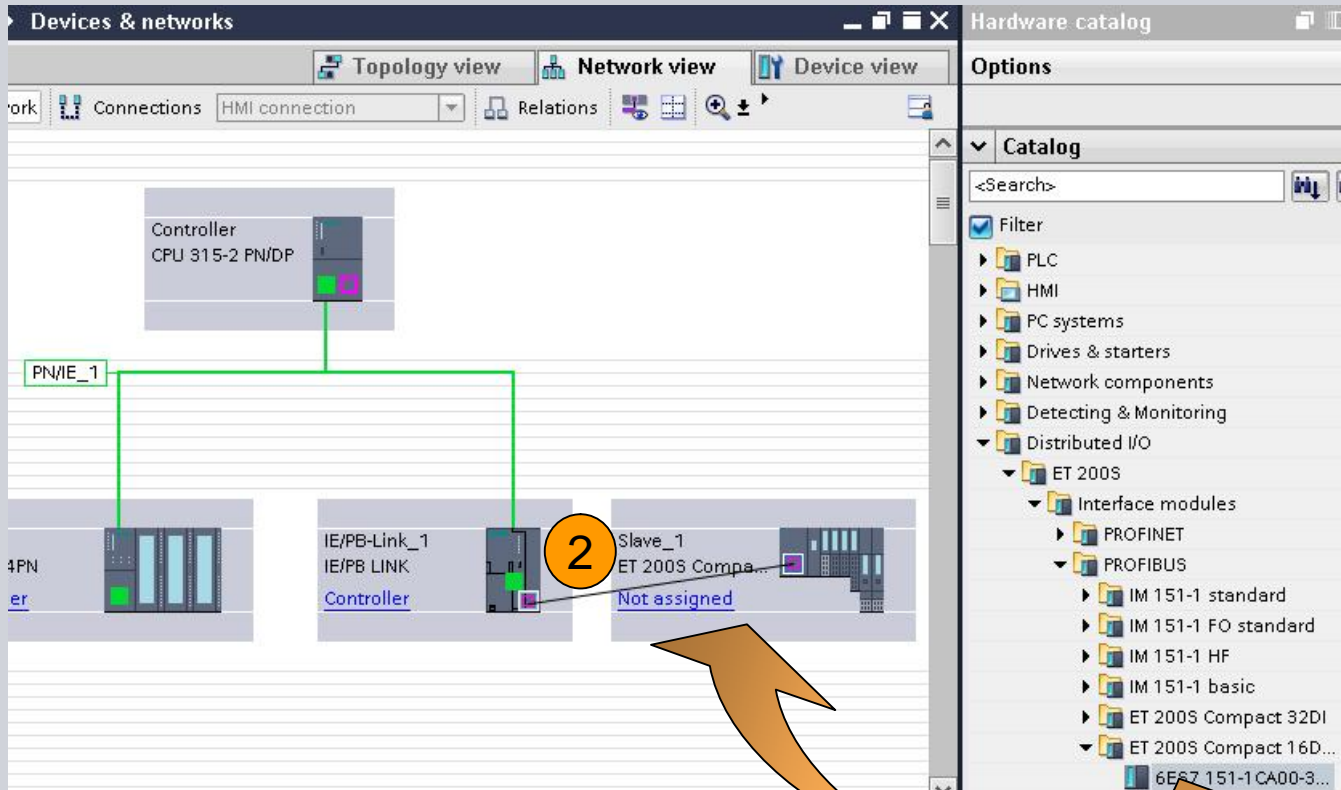 Devices & networks
Topology view
Network view
Device view
Connections
HMI connection
Relations
Controller
CPU 315-2 PN/DP
PN/IE_1
IE/PB-Link_1
IE/PB LINK
Controller
2
Slave_1
ET 200S Compa...
Not assigned
Hardware catalog
Options
Catalog
<Search>
Filter
PLC
HMI
PC systems
Drives & starters
Network components
Detecting & Monitoring
Distributed I/O
ET 200S
Interface modules
PROFINET
PROFIBUS
IM 151-1 standard
IM 151-1 FO standard
IM 151-1 HF
IM 151-1 basic
ET 200S Compact 32DI
ET 200S Compact 16D...
6ES7 151-1CA00-3...